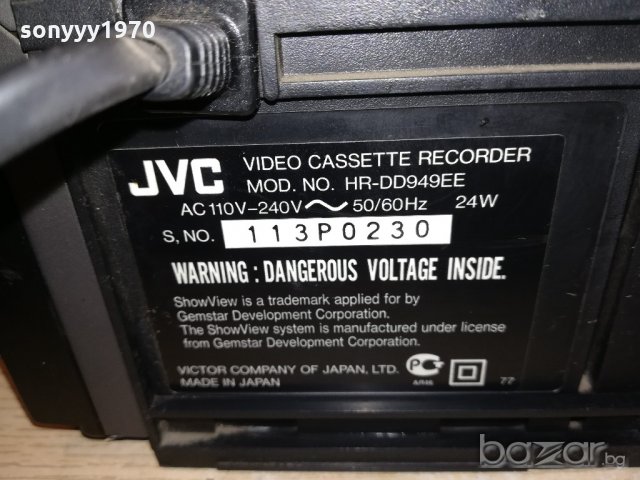 sonyyy1970
JVC
VIDEO CASSETTE RECORDER
MOD. NO. HR-DD949EE
AC 110V-240V ~ 50/60Hz 24W
S, NO. 113P0230
WARNING : DANGEROUS VOLTAGE INSIDE.
ShowView is a trademark applied for by
Gemstar Development Corporation.
The ShowView system is manufactured under license
from Gemstar Development Corporation.
VICTOR COMPANY OF JAPAN, LTD.
MADE IN JAPAN
77
bazar.bg